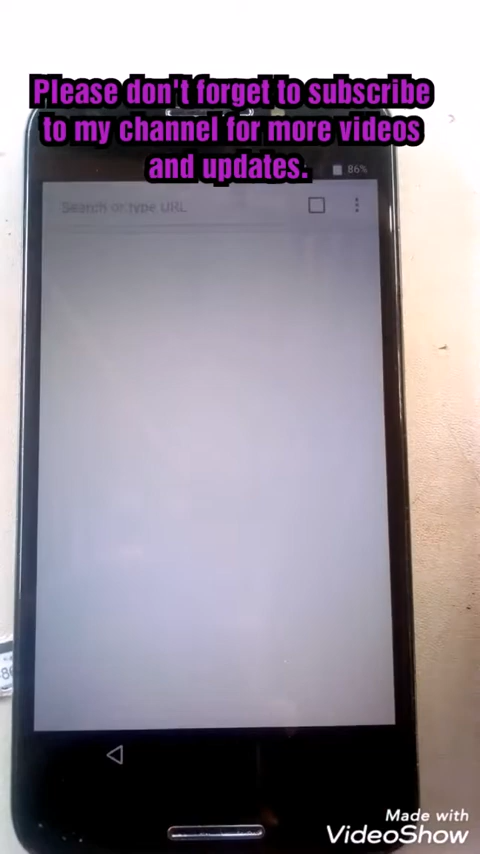 Please don't forget to subscribe
to my channel for more videos
and updates.
86%
Search or type URL
Made with
VideoShow